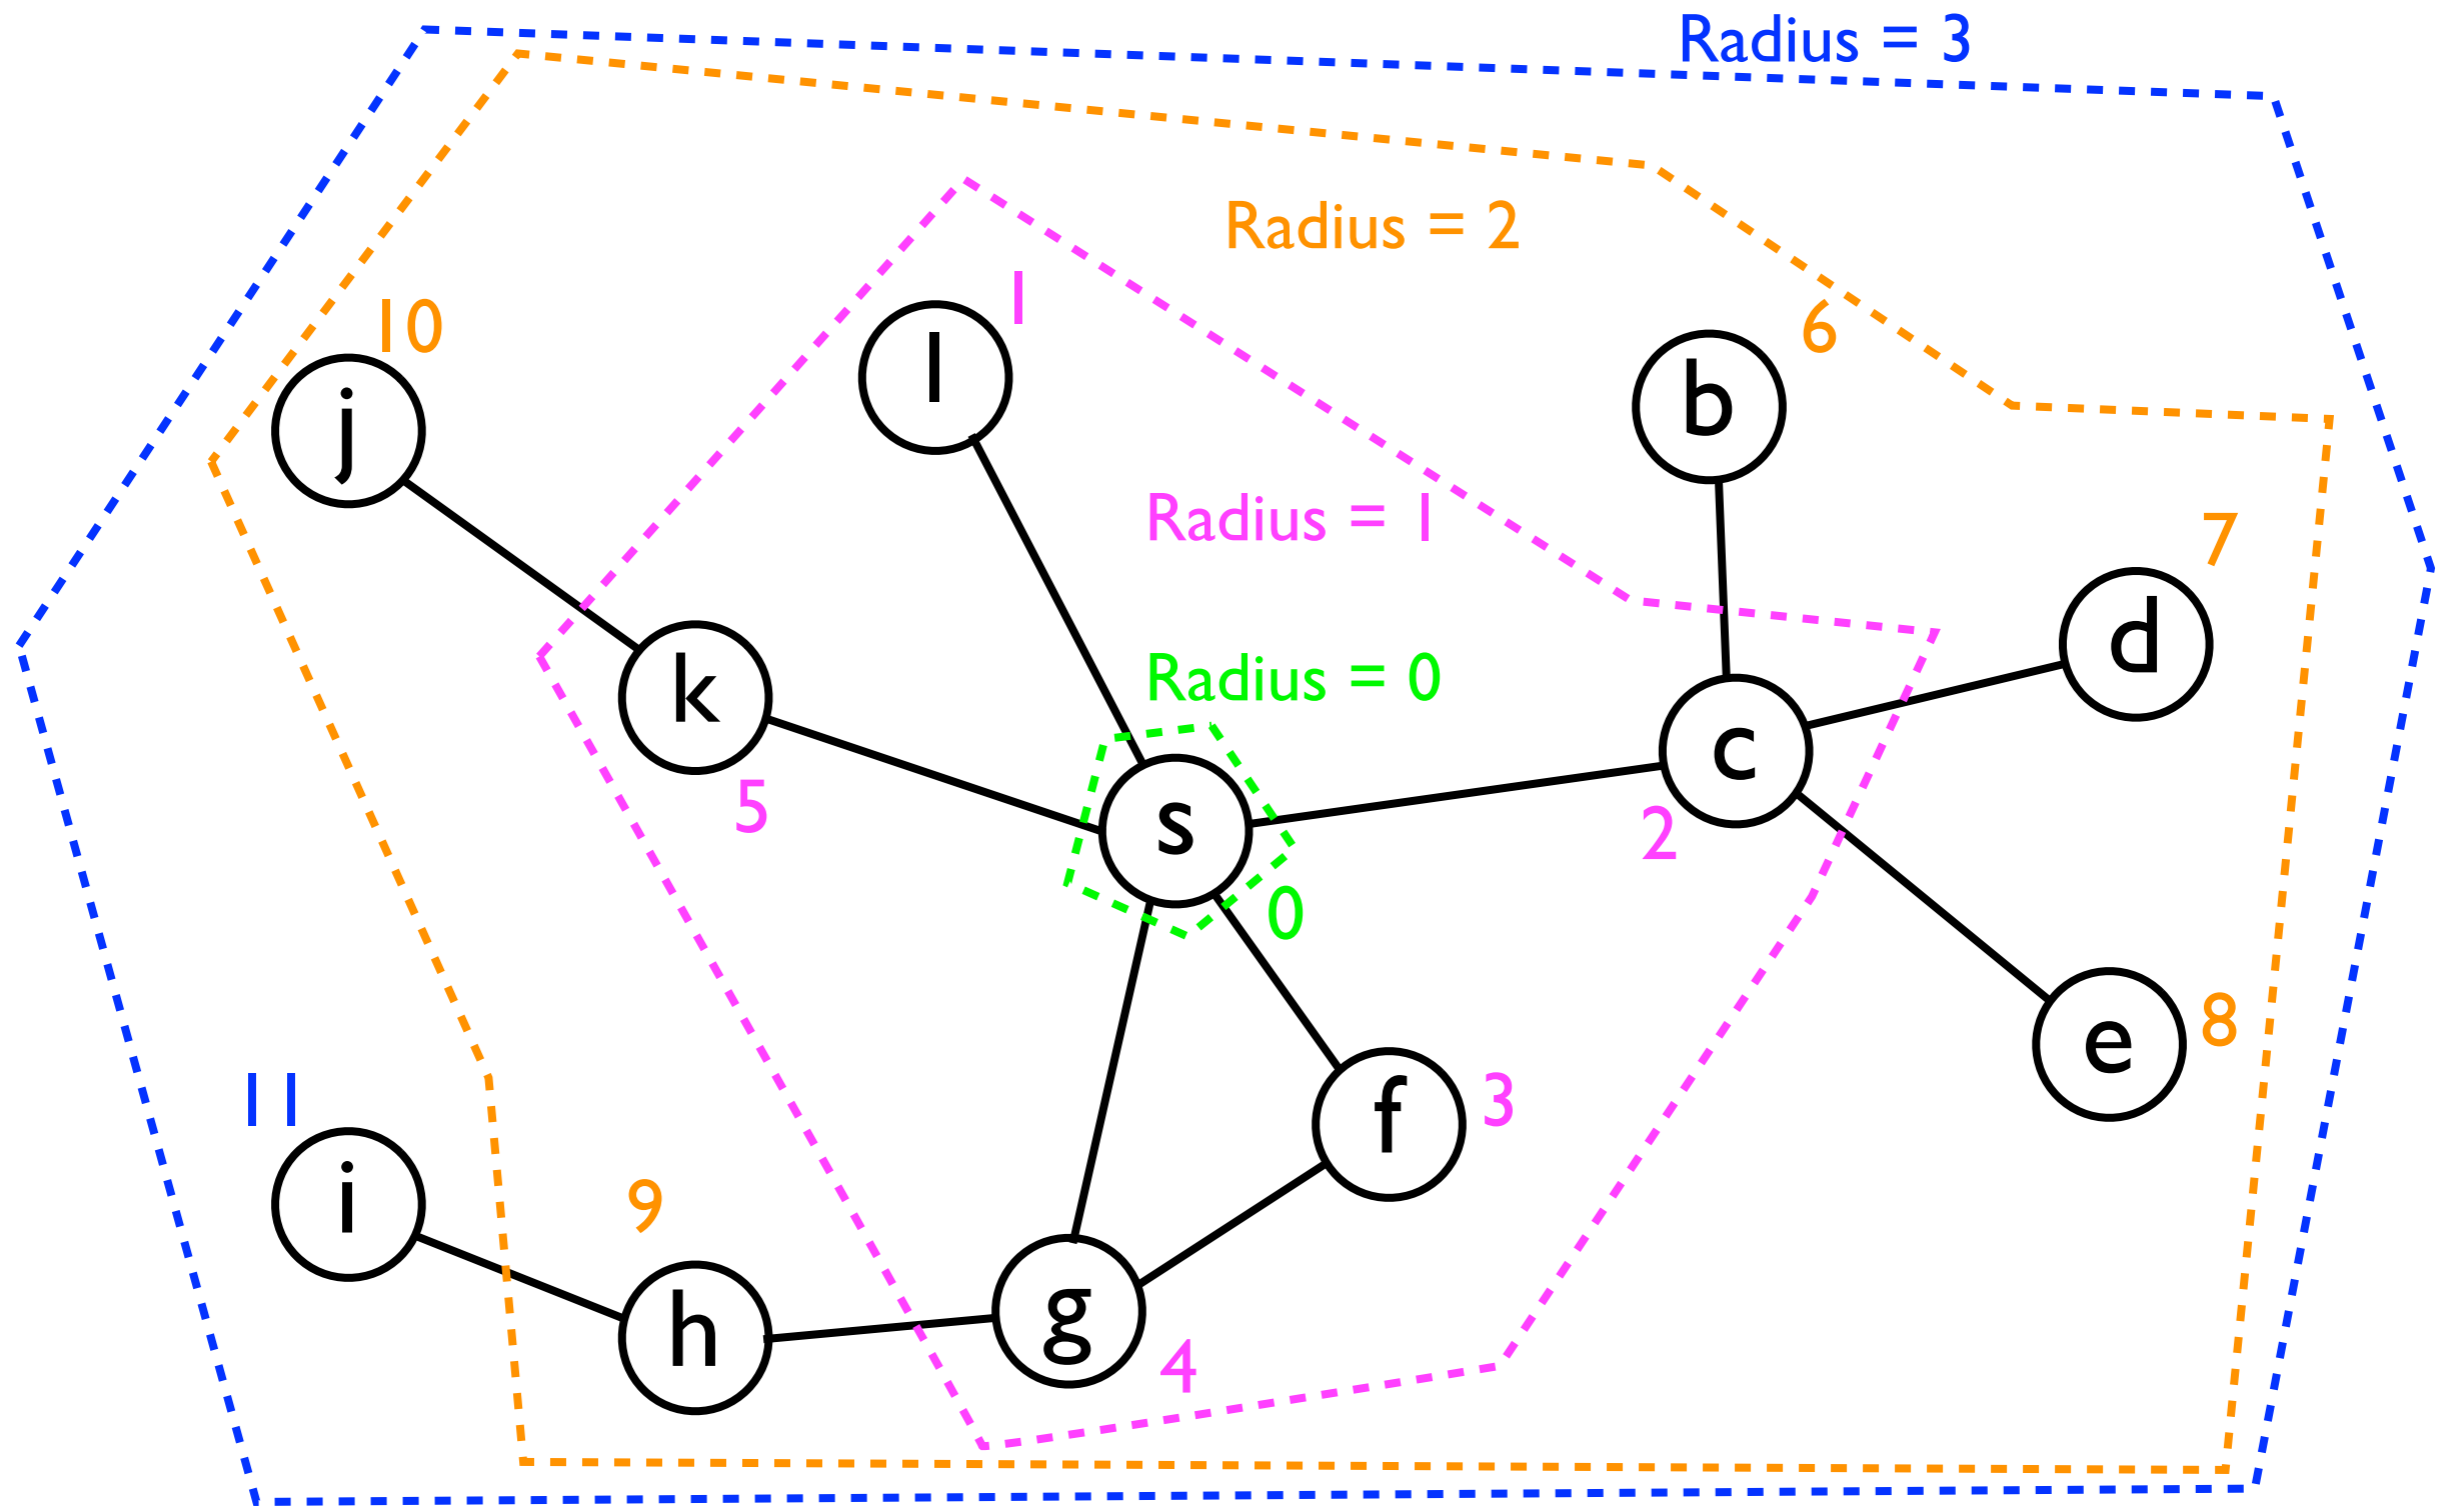 Radius = 3
Radius = 2
1
10
6
l
j
b
Radius = 1
7
d
Radius = 0
k
c
5
s
2
0
e
8
11
f
3
i
9
g
h
4